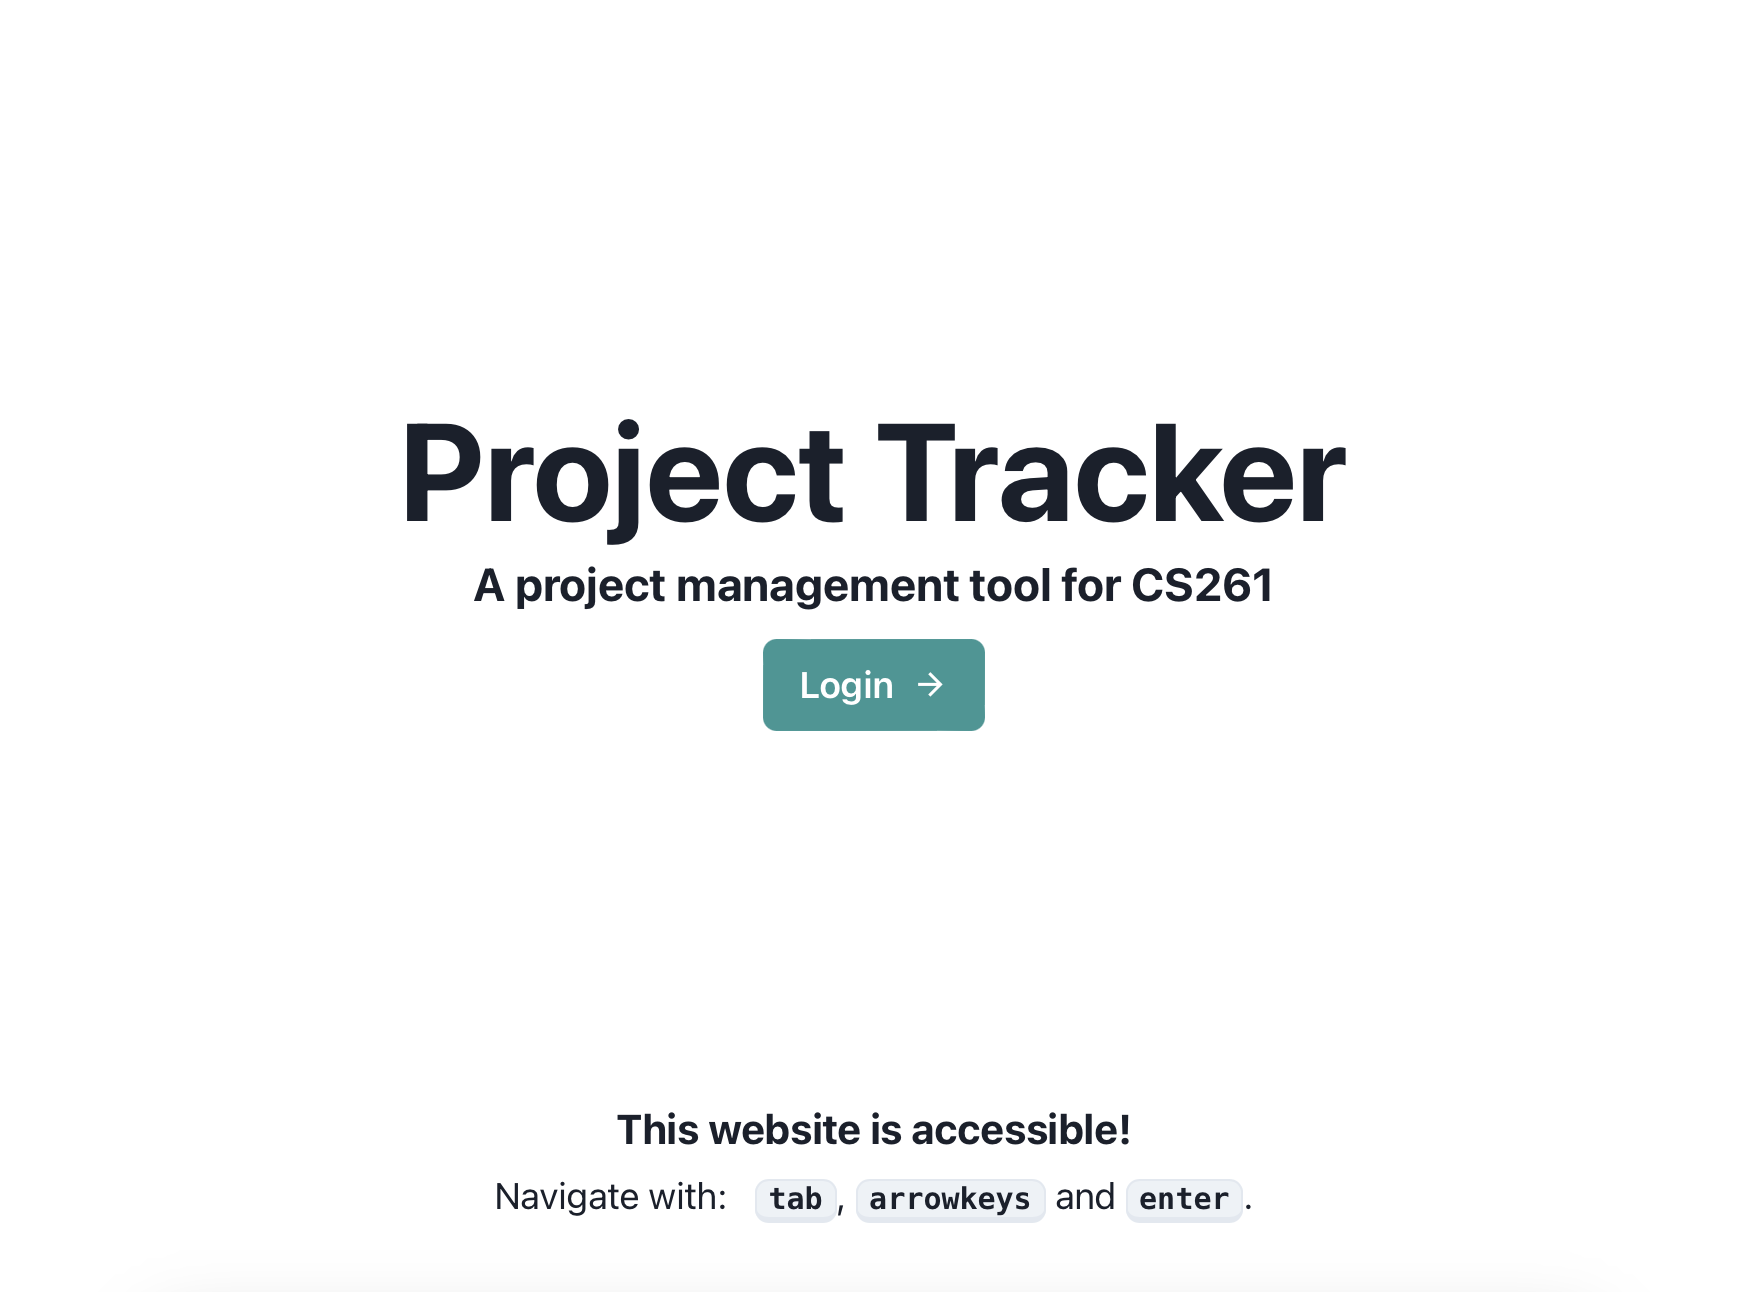 Project Tracker
A project management tool for CS261
Login →
This website is accessible!
Navigate with: tab, arrowkeys and enter.